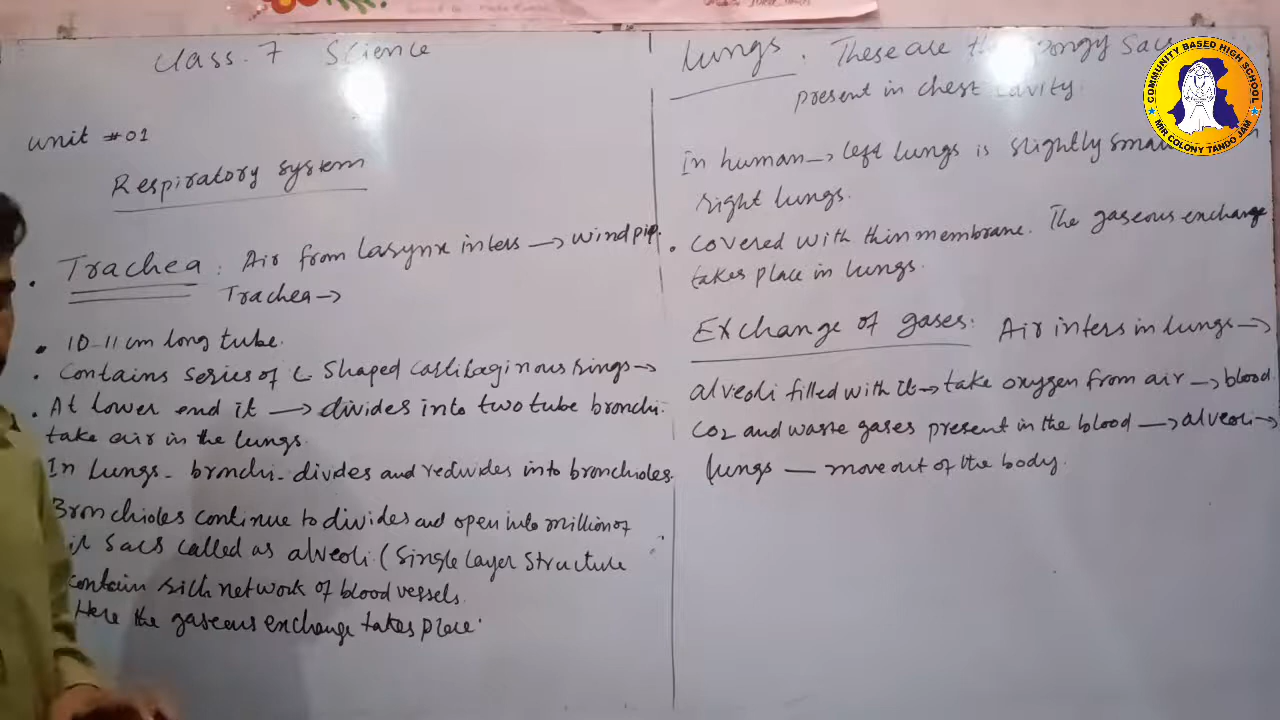 Class. 7 Science
Unit #01
Respiratory system
. Trachea : Air from Larynx inters → windpip.
Trachea →
. 10-11 cm long tube.
. Contains series of C Shaped cartilaginous rings →
. At lower end it → divides into two tube bronchi.
take air in the lungs.
In Lungs - bronchi - divides and redivides into bronchioles.
Bronchioles continue to divides and open into million of
Sacs called as alveoli (Single layer structure
contain rich network of blood vessels.
Here the gaseous exchange takes place.
Lungs . These are the Sacs
present in chest cavity.
In human → left lungs is slightly
right lungs.
. covered with thin membrane. The gaseous exchange
takes place in lungs.
Exchange of gases. Air inters in lungs →
alveoli filled with it → take oxygen from air → blood.
CO2 and waste gases present in the blood → alveoli →
lungs — move out of the body.
COMMUNITY BASED HIGH SCHOOL
MIR COLONY TANDO JAM